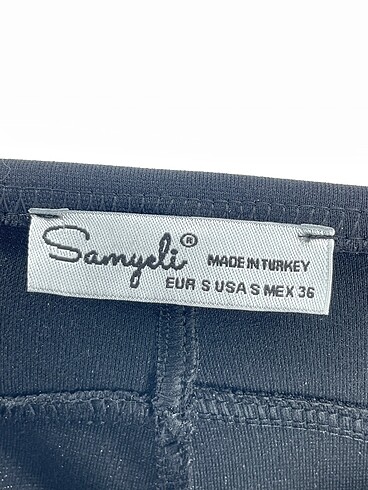 Samyeli®
MADE IN TURKEY
EUR S USA S MEX 36